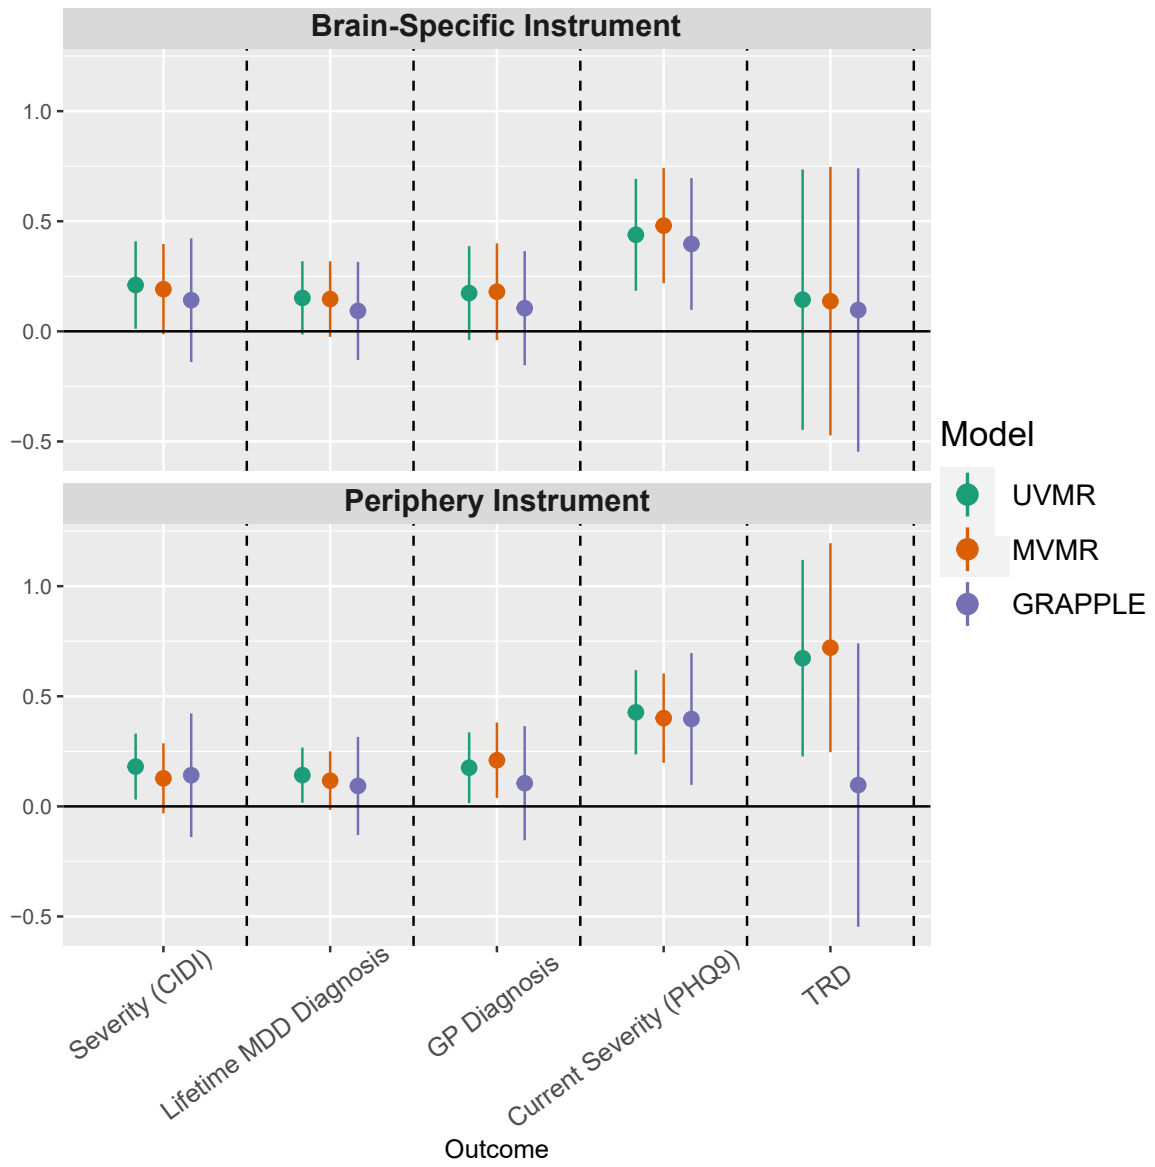 Brain-Specific Instrument
1.0
0.5
0.0
−0.5
Periphery Instrument
1.0
0.5
0.0
−0.5
Severity (CIDI)
Lifetime MDD Diagnosis
GP Diagnosis
Current Severity (PHQ9)
TRD
Outcome
Model
UVMR
MVMR
GRAPPLE